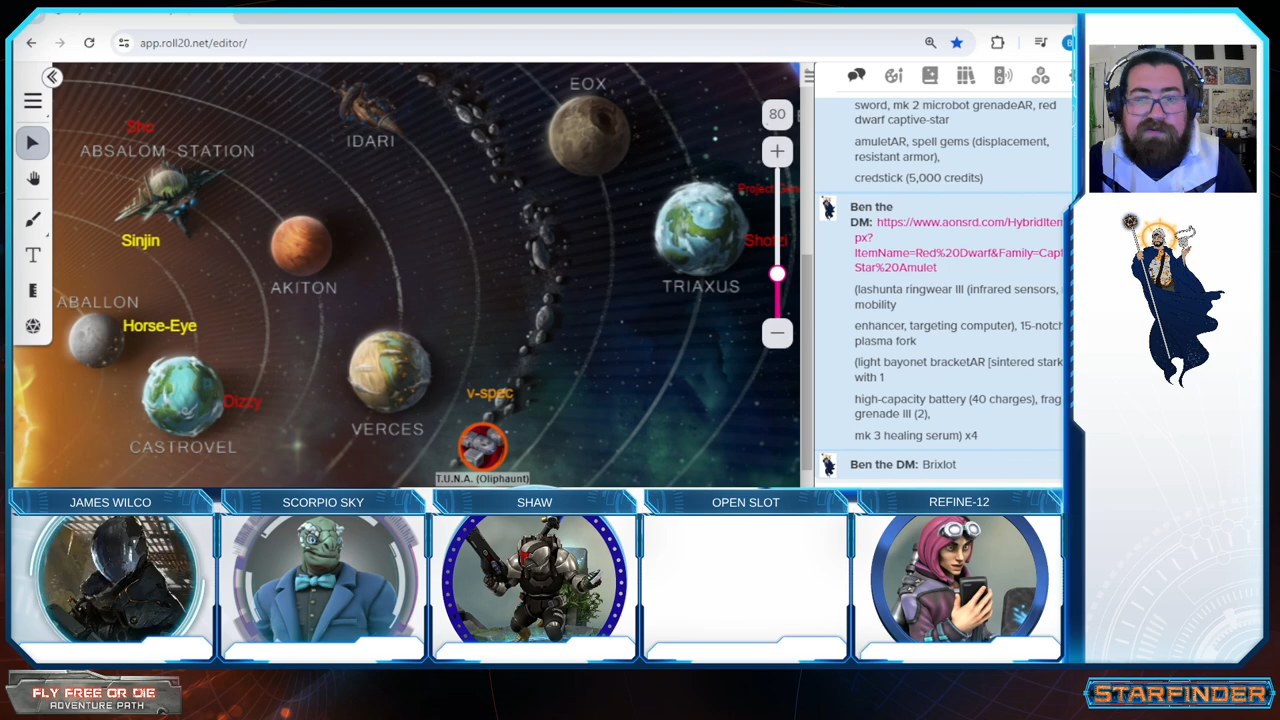 app.roll20.net/editor/
80
EOX
IDARI
Sho
ABSALOM STATION
Sinjin
AKITON
ABALLON
Horse-Eye
Dizzy
CASTROVEL
VERCES
v-spec
T.U.N.A. (Oliphaunt)
TRIAXUS
sword, mk 2 microbot grenadeAR, red
dwarf captive-star
amuletAR, spell gems (displacement,
resistant armor),
credstick (5,000 credits)
Ben the
DM: https://www.aonsrd.com/HybridItem
px?
ItemName=Red%20Dwarf&Family=Capt
Star%20Amulet
(lashunta ringwear III (infrared sensors,
mobility
enhancer, targeting computer), 15-notch
plasma fork
(light bayonet bracketAR [sintered stark
with 1
high-capacity battery (40 charges), frag
grenade III (2),
mk 3 healing serum) x4
Ben the DM: Brixlot
JAMES WILCO
SCORPIO SKY
SHAW
OPEN SLOT
REFINE-12
FLY FREE OR DIE
ADVENTURE PATH
STARFINDER